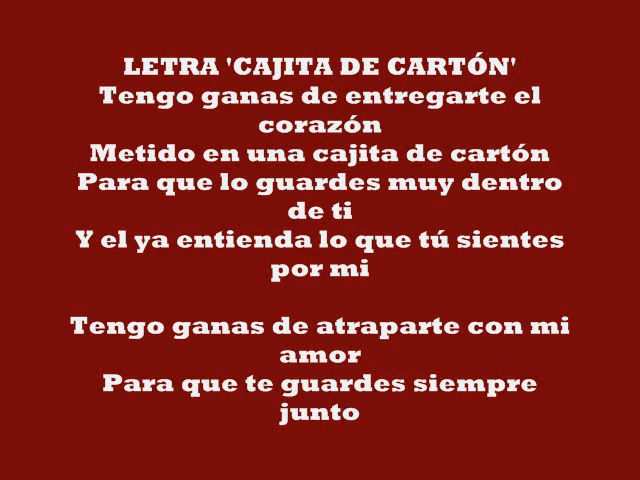 LETRA 'CAJITA DE CARTÓN'
Tengo ganas de entregarte el
corazón
Metido en una cajita de cartón
Para que lo guardes muy dentro
de ti
Y el ya entienda lo que tú sientes
por mi
Tengo ganas de atraparte con mi
amor
Para que te guardes siempre
junto